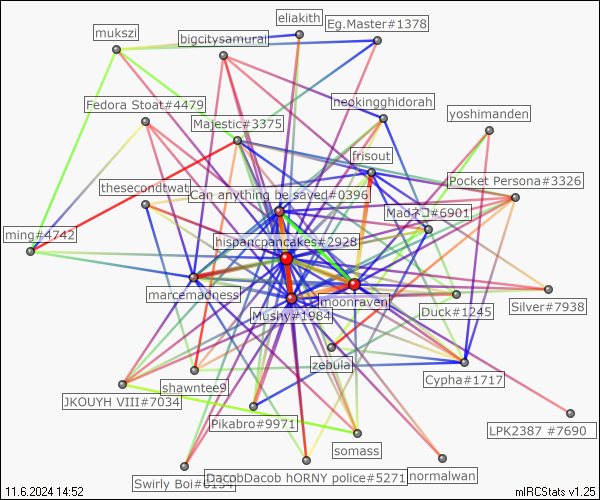 eliakith
Eg.Master#1378
mukszi
bigcitysamurai
Fedora Stoat#4479
neokingghidorah
Majestic#3375
yoshimanden
frisout
thesecondtwat
Can anything be saved#0396
Pocket Persona#3326
Madネコ#6901
ming#4742
hispancpancakes#2928
marcemadness
moonraven
Mushy#1984
Duck#1245
Silver#7938
zebula
shawntee9
Cypha#1717
JKOUYH VIII#7034
Pikabro#9971
LPK2387 #7690
somass
Swirly Boi#6154
DacobDacob hORNY police#5271
normalwan
11.6.2024 14:52
mIRCStats v1.25